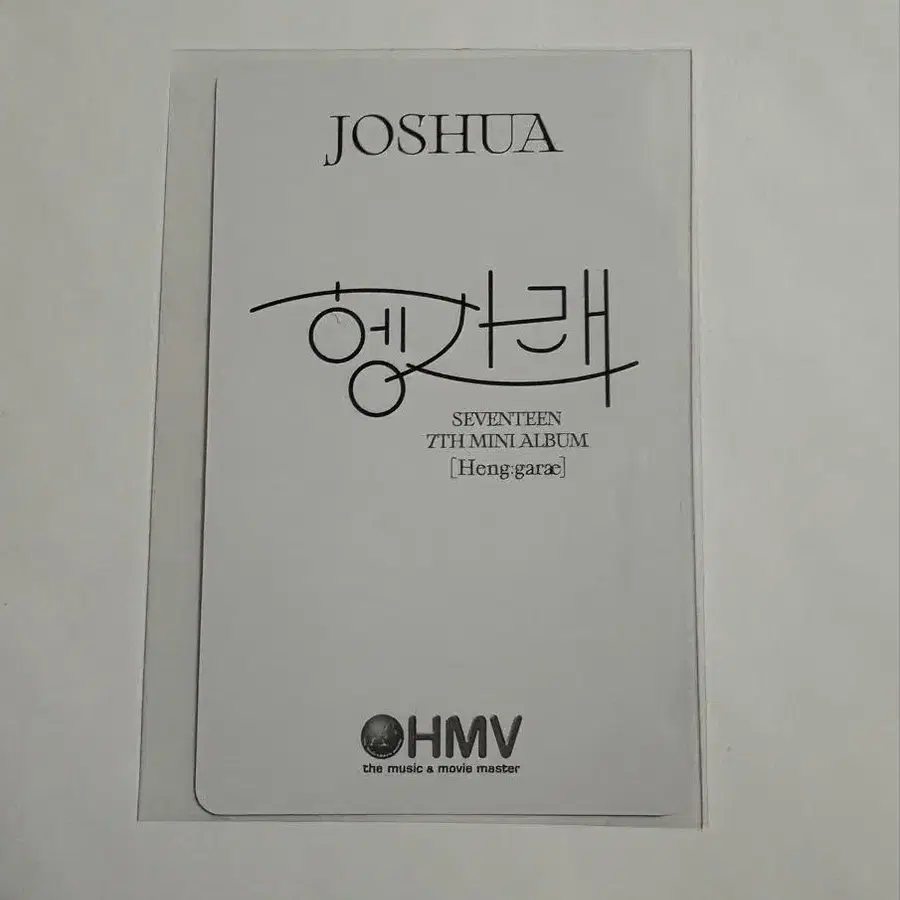 JOSHUA
헹가래
SEVENTEEN
7TH MINI ALBUM
[Heng:garæ]
HMV
the music & movie master